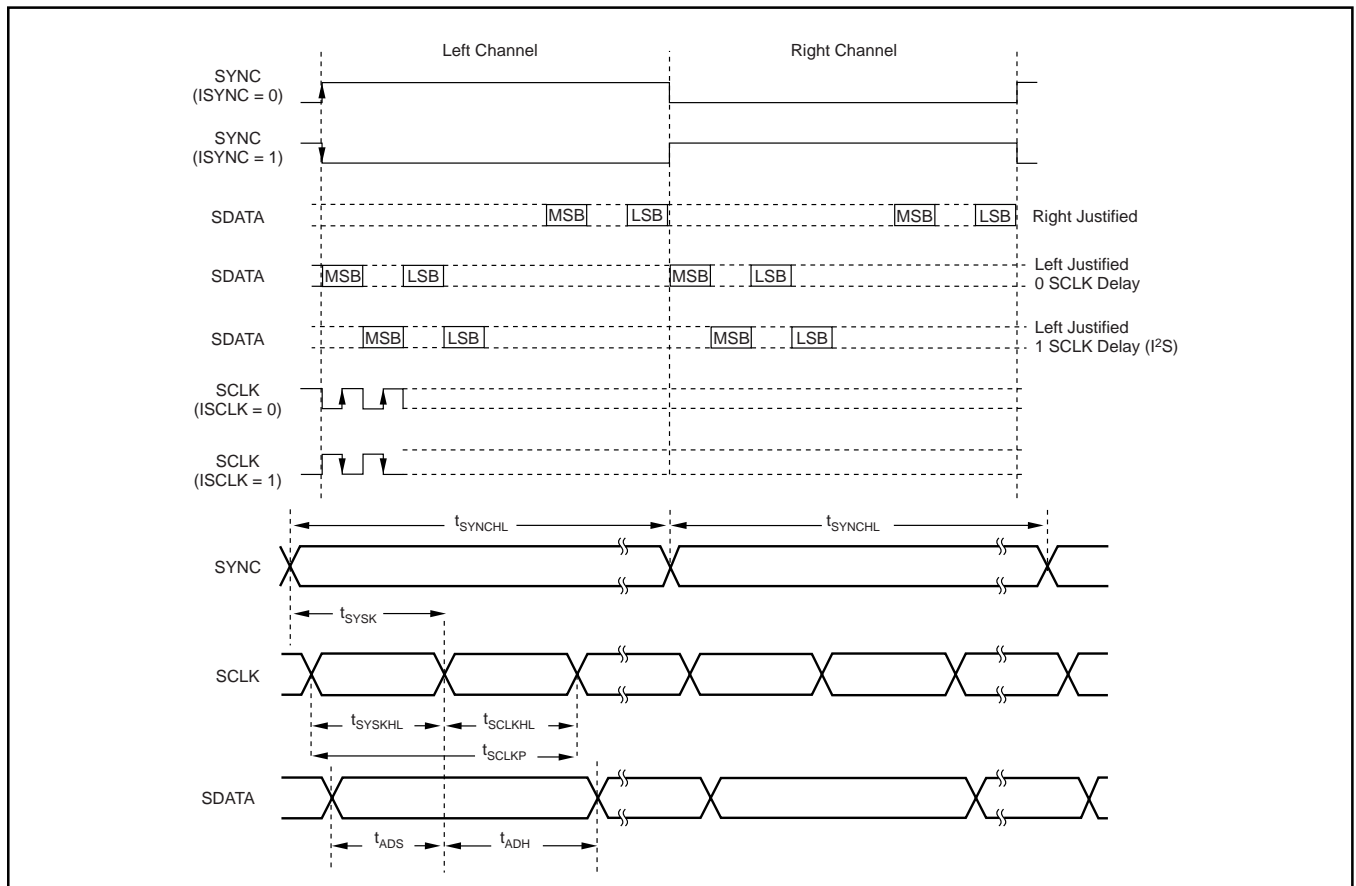 Left Channel
Right Channel
SYNC
(ISYNC = 0)
SYNC
(ISYNC = 1)
SDATA
MSB
LSB
MSB
LSB
Right Justified
SDATA
MSB
LSB
MSB
LSB
Left Justified
0 SCLK Delay
SDATA
MSB
LSB
MSB
LSB
Left Justified
1 SCLK Delay (I²S)
SCLK
(ISCLK = 0)
SCLK
(ISCLK = 1)
tSYNCHL
tSYNCHL
SYNC
tSYSK
SCLK
tSYSKHL
tSCLKHL
tSCLKP
SDATA
tADS
tADH